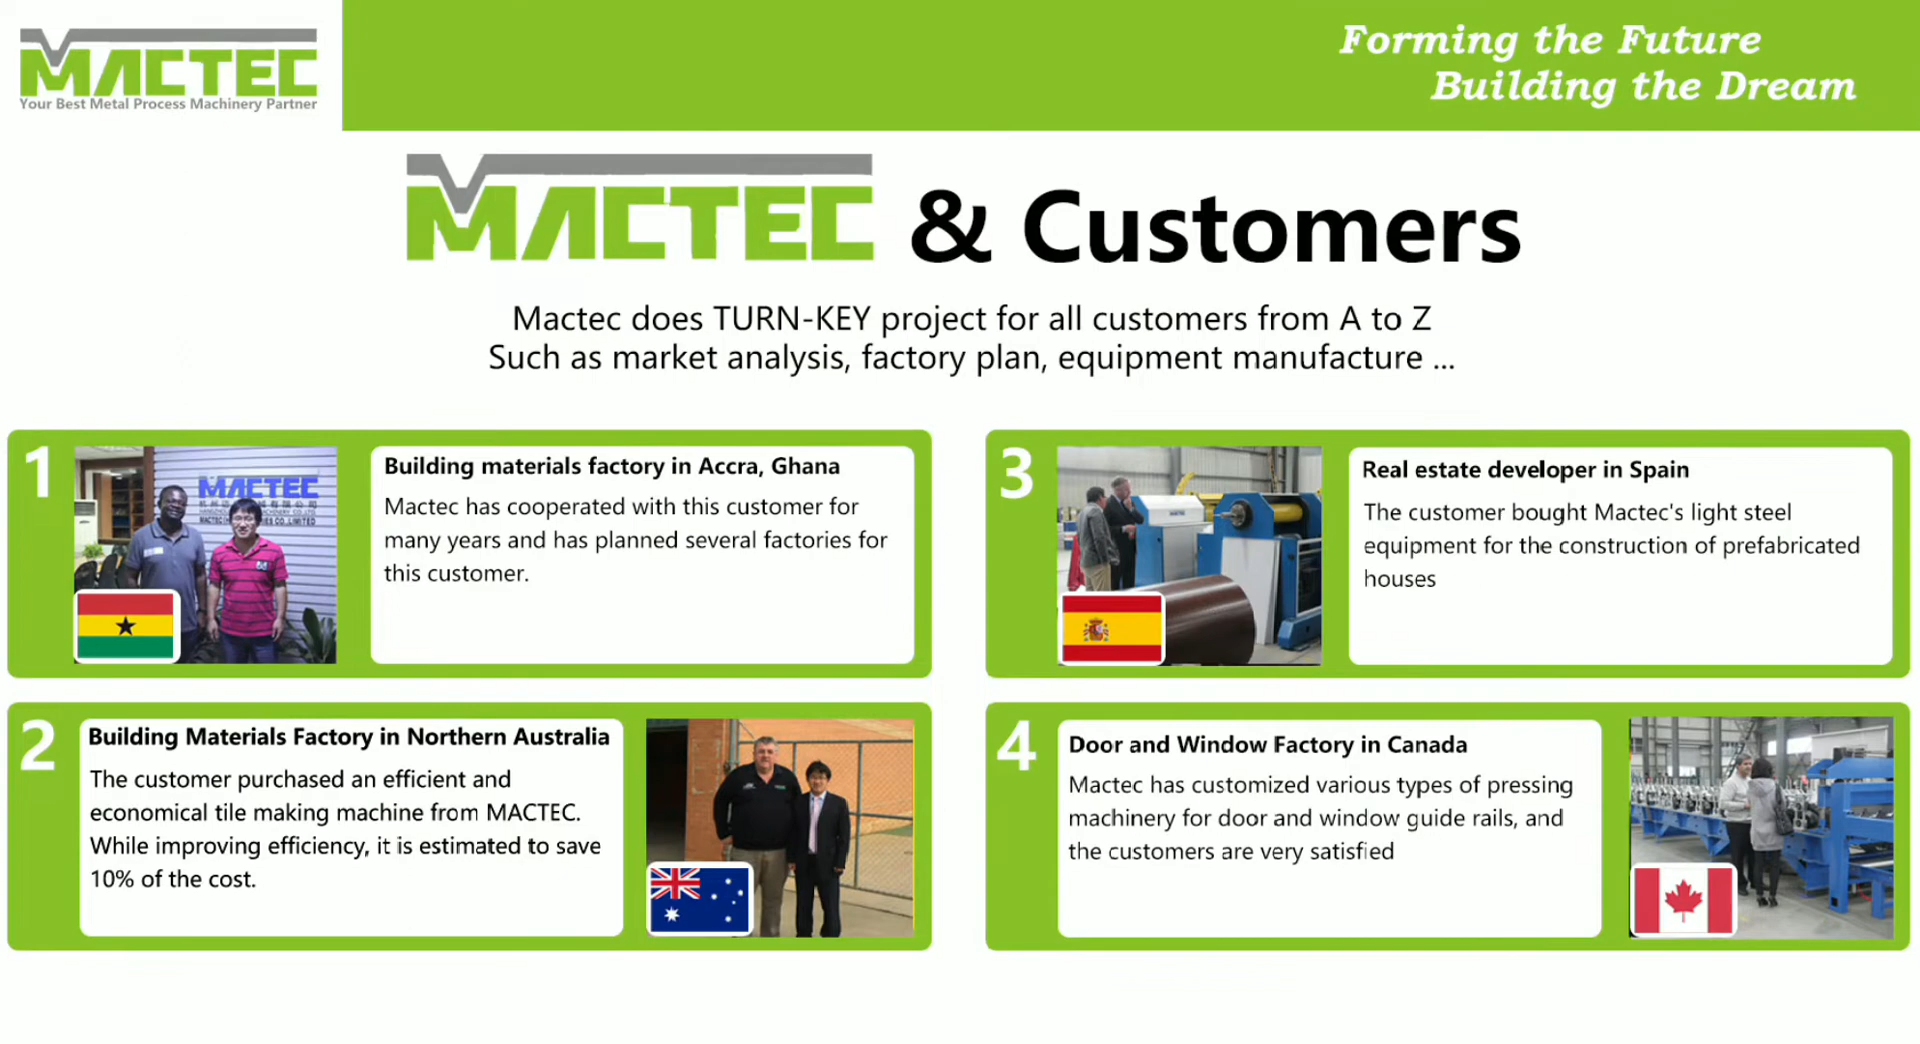 MACTEC
Your Best Metal Process Machinery Partner
Forming the Future
Building the Dream
MACTEC & Customers
Mactec does TURN-KEY project for all customers from A to Z
Such as market analysis, factory plan, equipment manufacture ...
1
MACTEC
Building materials factory in Accra, Ghana
Mactec has cooperated with this customer for
many years and has planned several factories for
this customer.
2
Building Materials Factory in Northern Australia
The customer purchased an efficient and
economical tile making machine from MACTEC.
While improving efficiency, it is estimated to save
10% of the cost.
3
Real estate developer in Spain
The customer bought Mactec's light steel
equipment for the construction of prefabricated
houses
4
Door and Window Factory in Canada
Mactec has customized various types of pressing
machinery for door and window guide rails, and
the customers are very satisfied